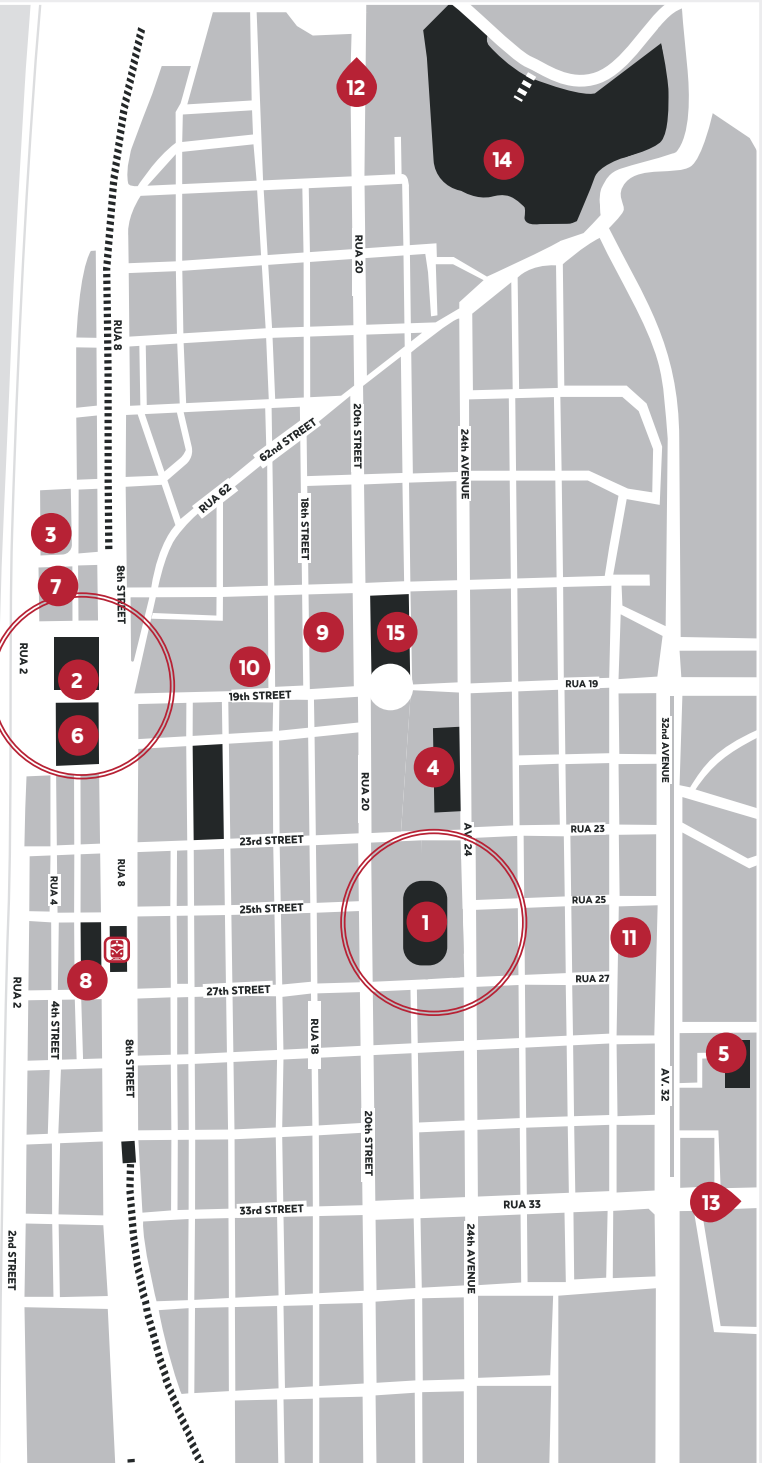 12
14
RUA 20
RUA 8
62nd STREET
20th STREET
24th AVENUE
RUA 62
18th STREET
3
7
8th STREET
9
15
RUA 2
10
2
19th STREET
RUA 19
6
32nd AVENUE
4
RUA 20
RUA 23
23rd STREET
AV. 24
RUA 8
RUA 4
RUA 25
25th STREET
1
11
8
RUA 27
27th STREET
RUA 2
4th STREET
RUA 18
5
8th STREET
AV. 32
20th STREET
13
RUA 33
33rd STREET
2nd STREET
24th AVENUE